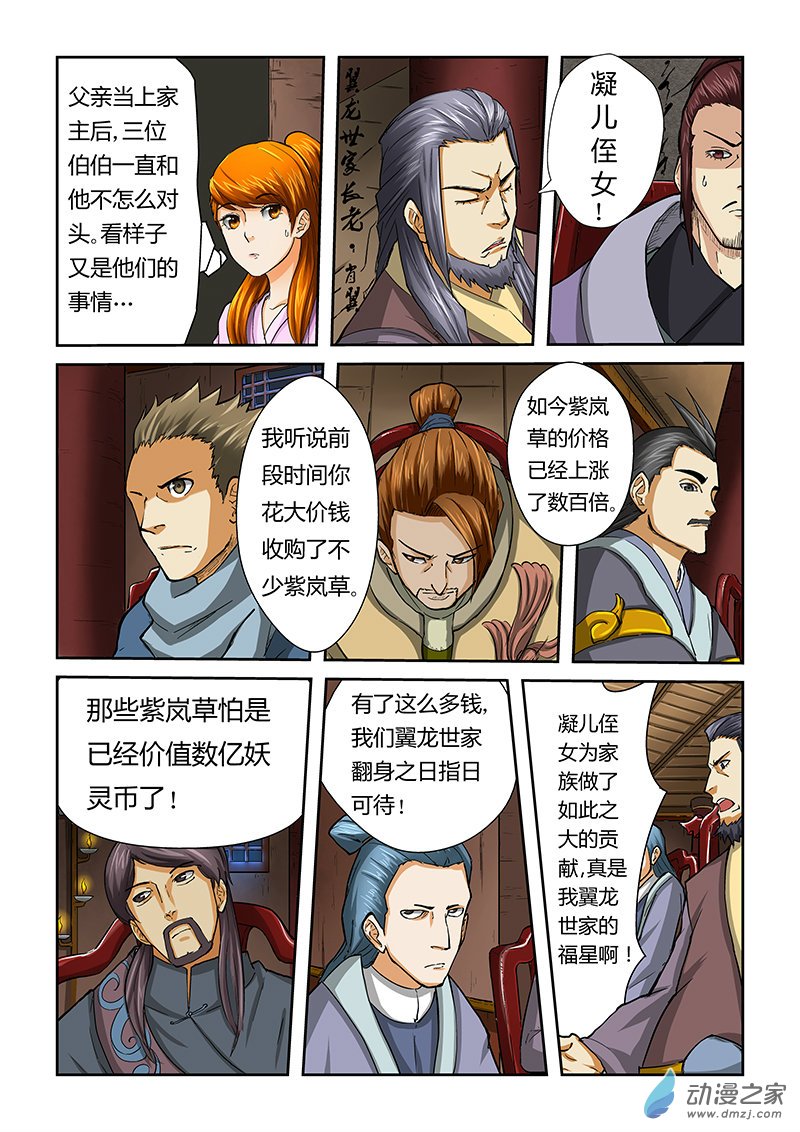 父亲当上家
主后，三位
伯伯一直和
他不怎么对
头。看样子
又是他们的
事情…
翼龙世家长老，肖翼
凝儿侄女！
我听说前
段时间你
花大价钱
收购了不
少紫岚草。
如今紫岚
草的价格
已经上涨
了数百倍。
那些紫岚草怕是
已经价值数亿妖
灵币了！
有了这么多钱，
我们翼龙世家
翻身之日指日
可待！
凝儿侄
女为家
族做了
如此之
大的贡
献，真是
我翼龙
世家的
福星啊！
动漫之家
www.dmzj.com